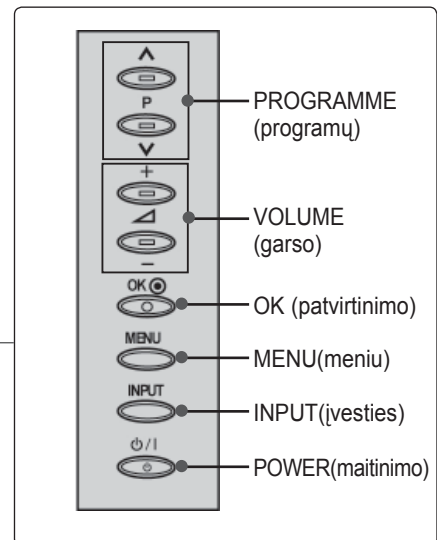 P
+
−
OK
MENU
INPUT
⏻/I
PROGRAMME
(programų)
VOLUME
(garso)
OK (patvirtinimo)
MENU(meniu)
INPUT(įvesties)
POWER(maitinimo)